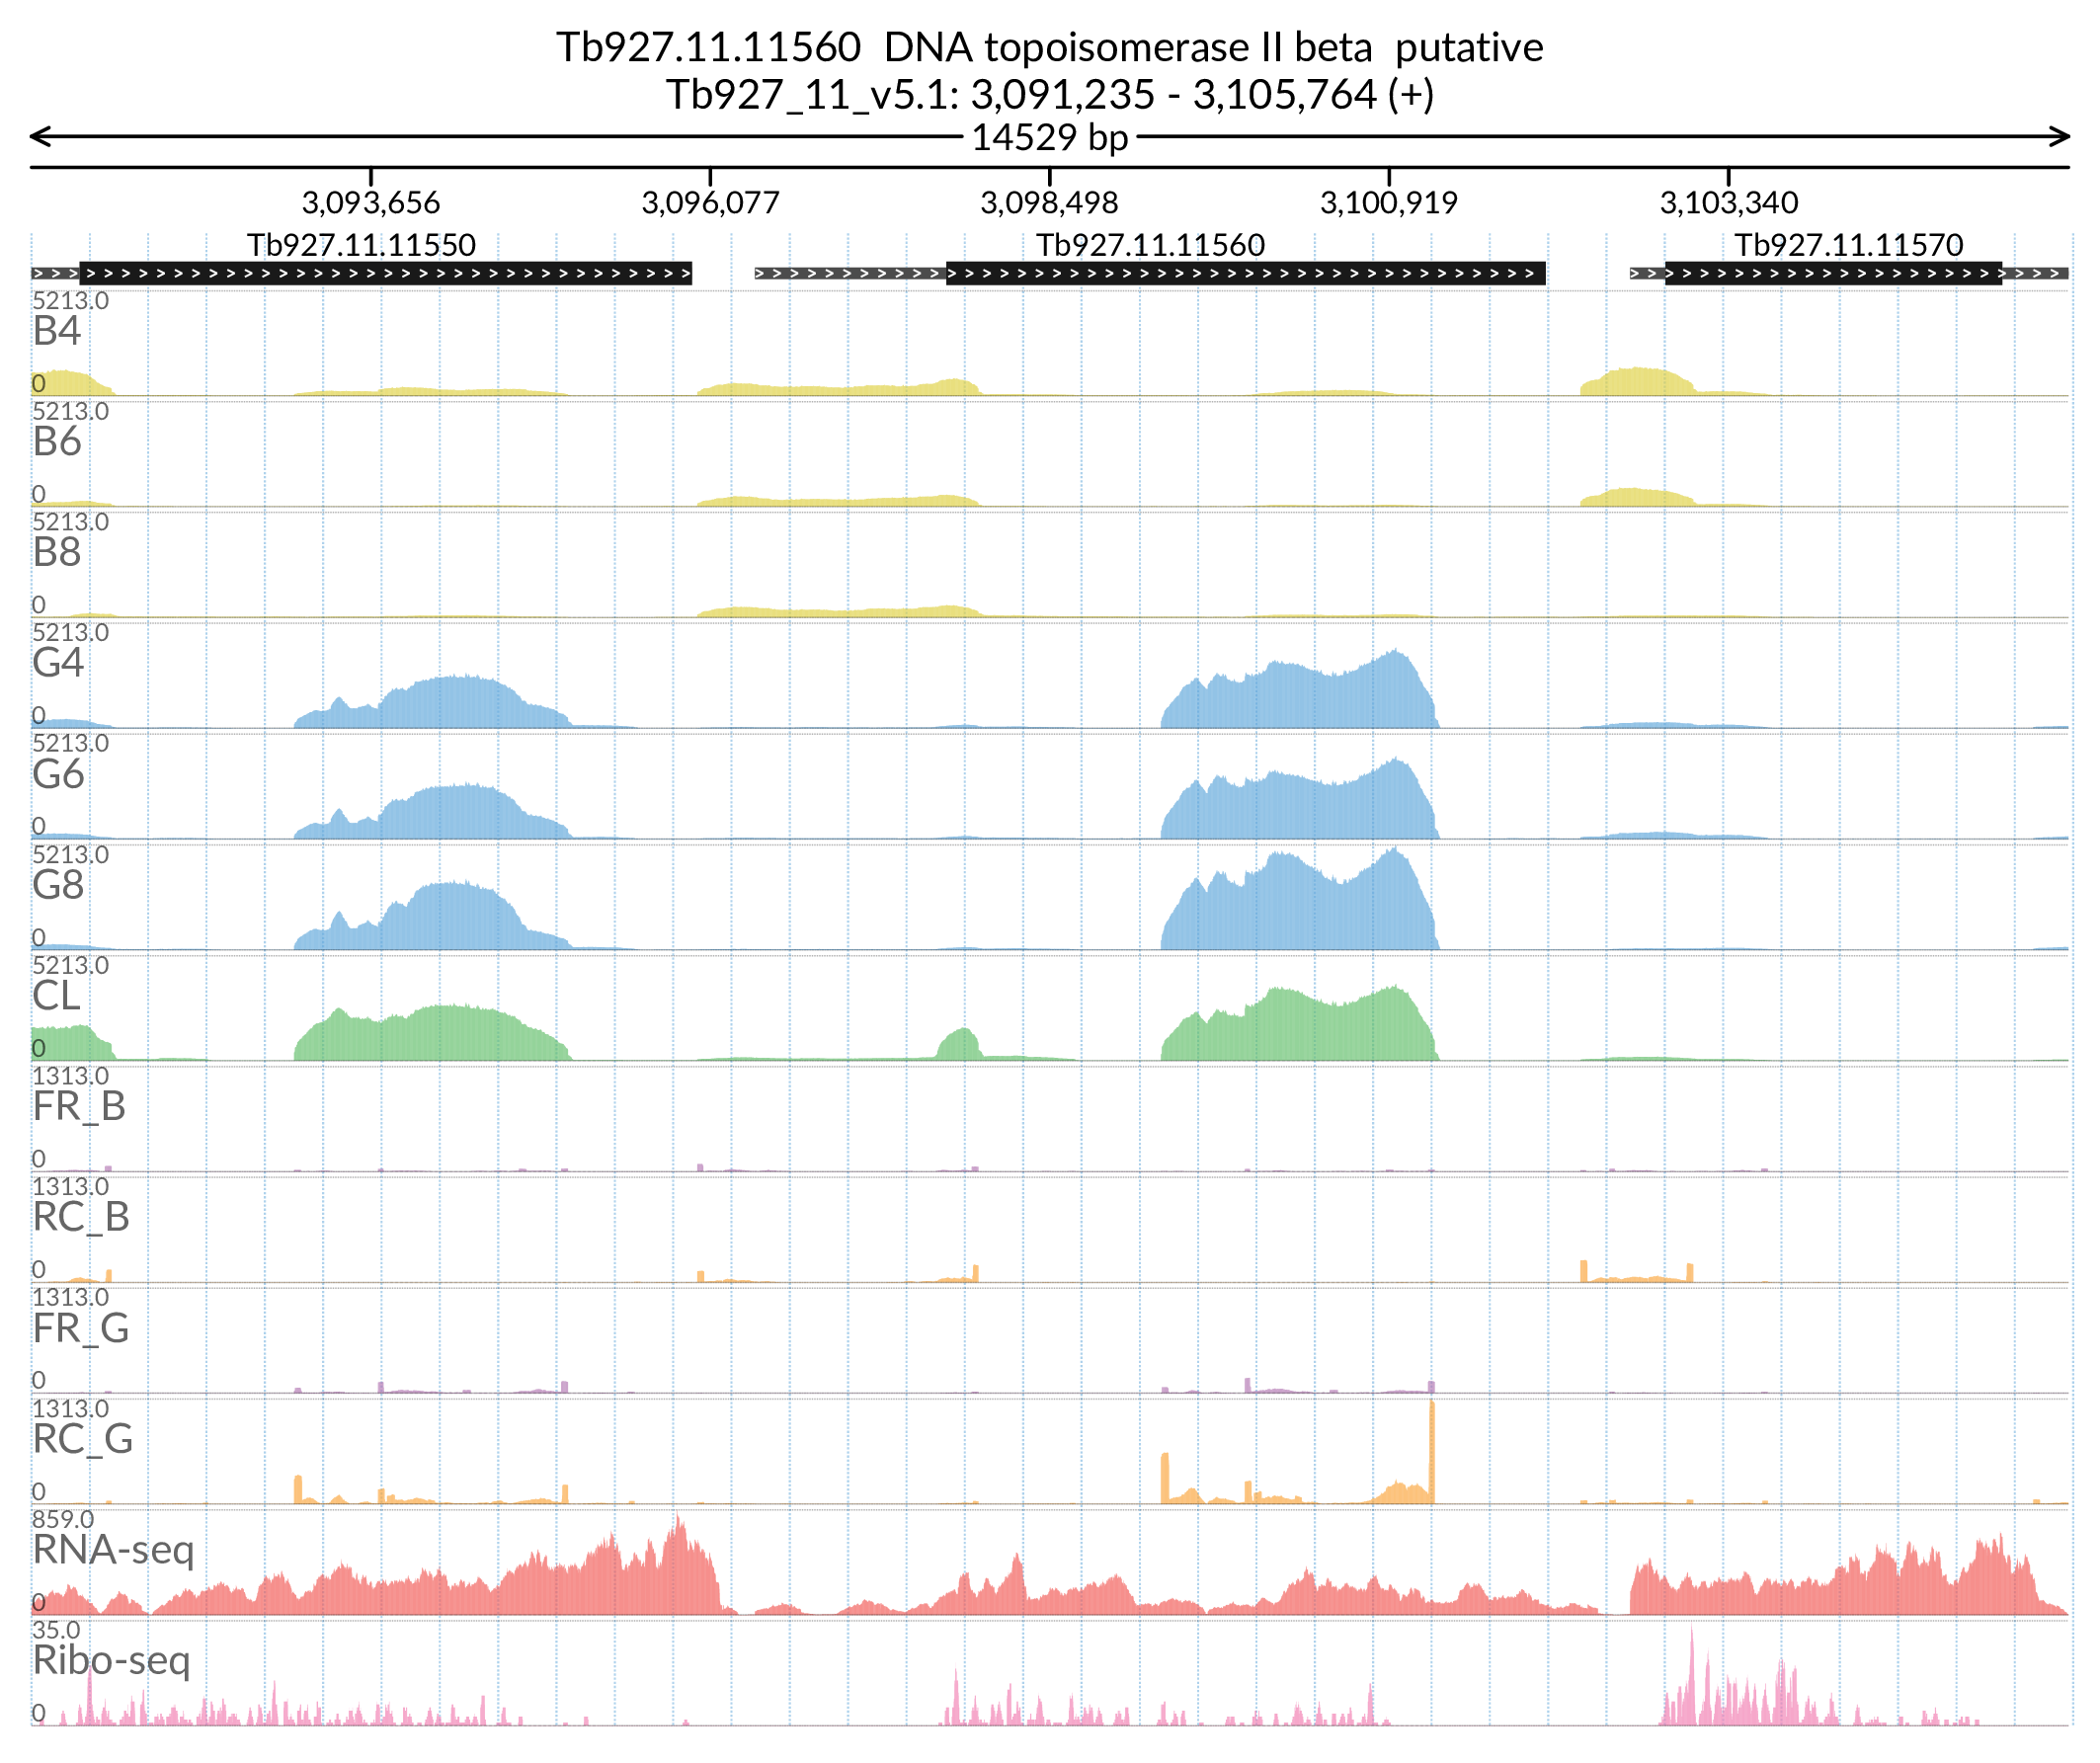 Tb927.11.11560 DNA topoisomerase II beta putative
Tb927_11_v5.1: 3,091,235 - 3,105,764 (+)
14529 bp
3,093,656 3,096,077 3,098,498 3,100,919 3,103,340
Tb927.11.11550 Tb927.11.11560 Tb927.11.11570
5213.0
B4
0
5213.0
B6
0
5213.0
B8
0
5213.0
G4
0
5213.0
G6
0
5213.0
G8
0
5213.0
CL
0
1313.0
FR_B
0
1313.0
RC_B
0
1313.0
FR_G
0
1313.0
RC_G
0
859.0
RNA-seq
0
35.0
Ribo-seq
0